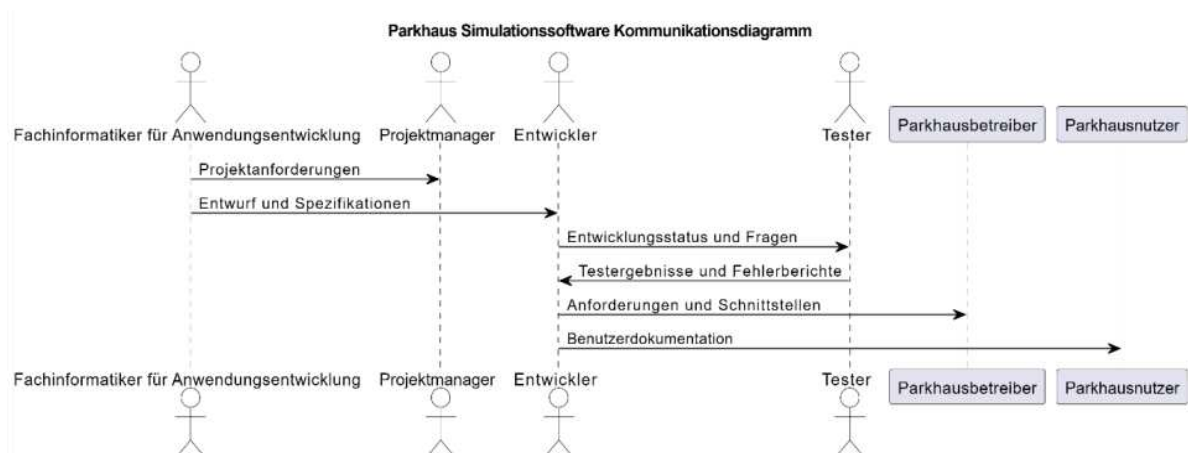 Parkhaus Simulationssoftware Kommunikationsdiagramm
Fachinformatiker für Anwendungsentwicklung Projektmanager Entwickler Tester Parkhausbetreiber Parkhausnutzer
Projektanforderungen
Entwurf und Spezifikationen
Entwicklungsstatus und Fragen
Testergebnisse und Fehlerberichte
Anforderungen und Schnittstellen
Benutzerdokumentation
Fachinformatiker für Anwendungsentwicklung Projektmanager Entwickler Tester Parkhausbetreiber Parkhausnutzer